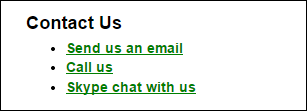 Contact Us
Send us an email
Call us
Skype chat with us